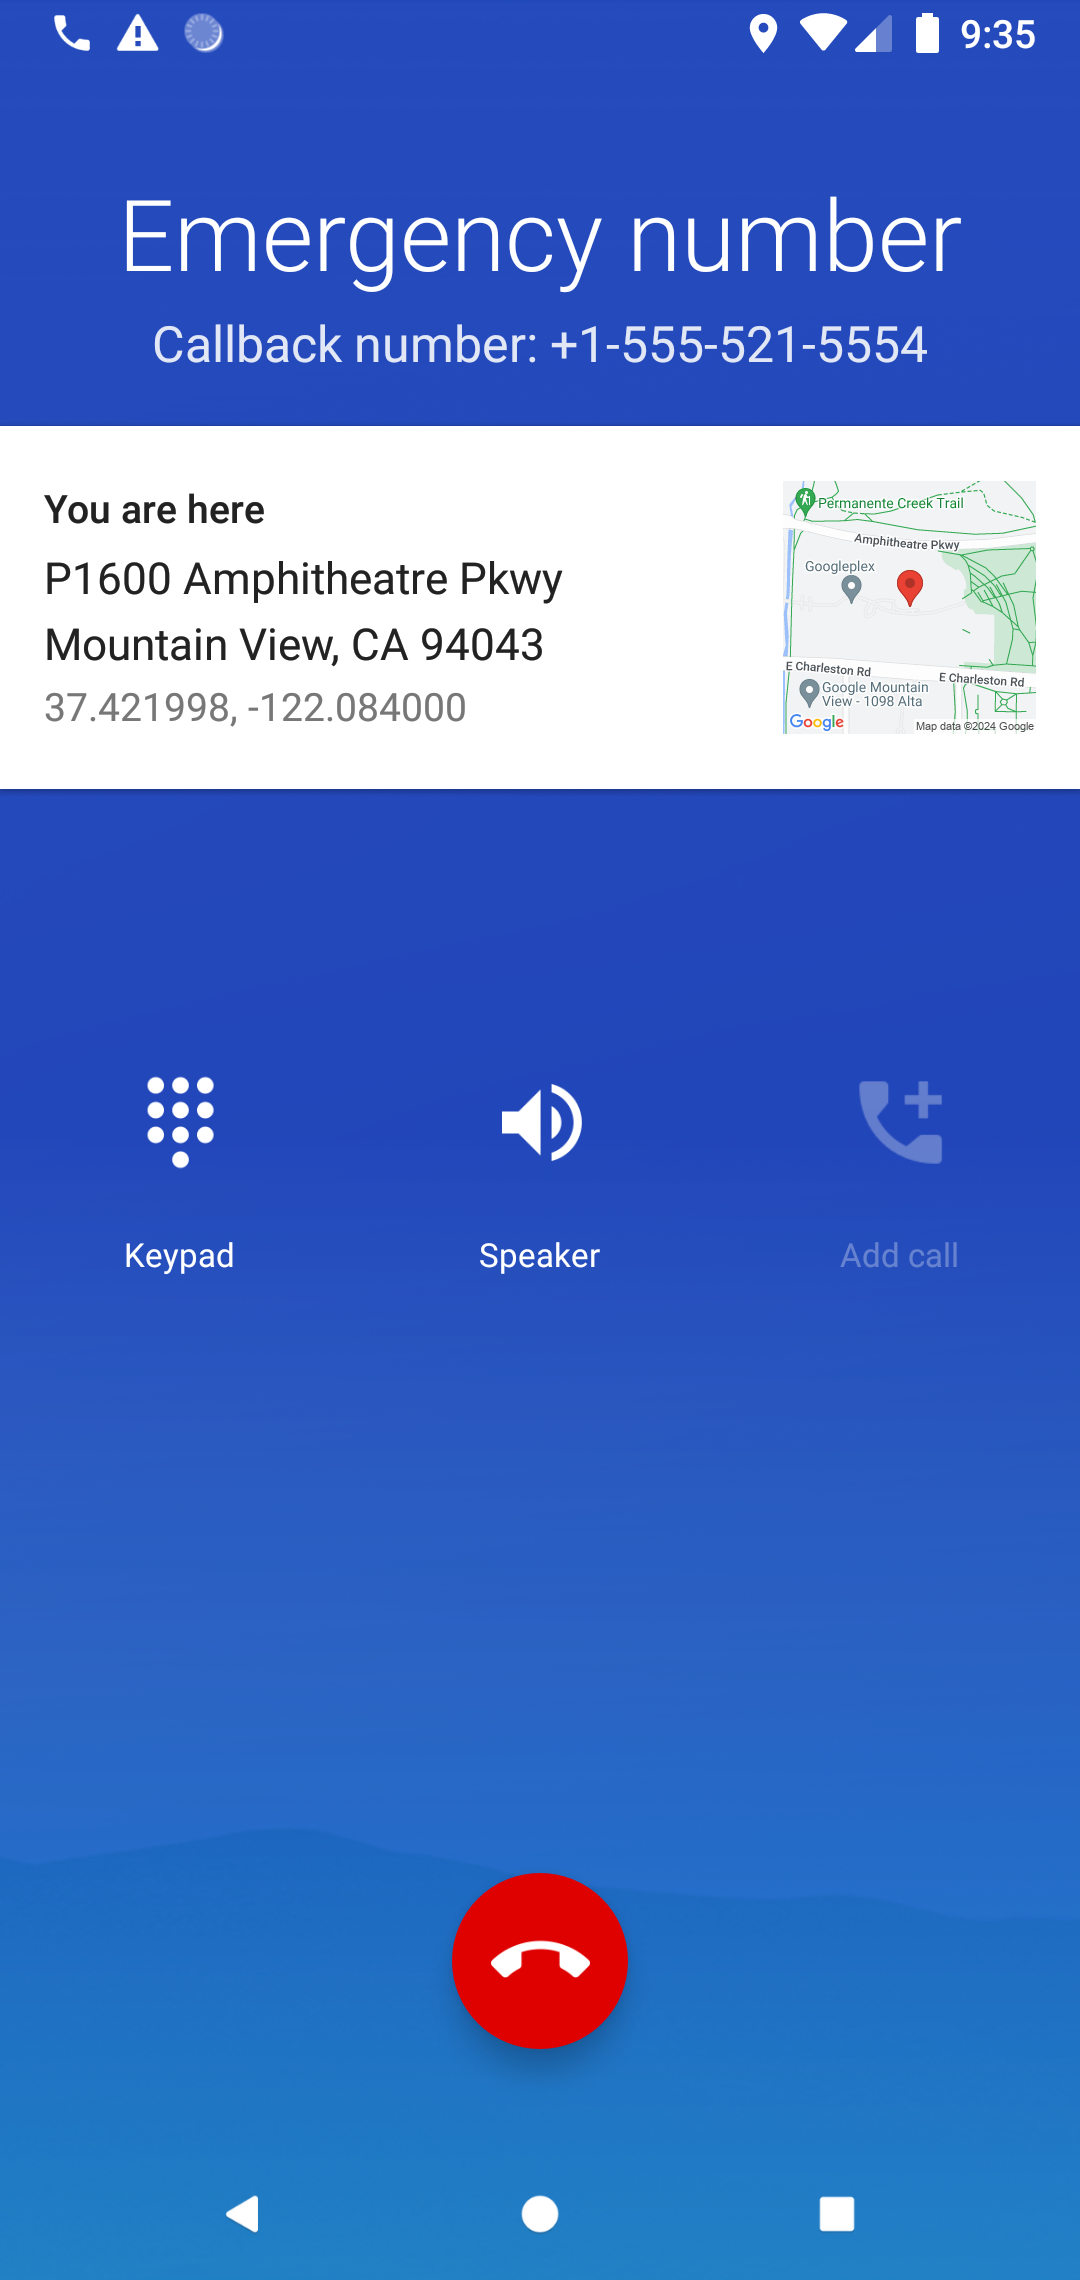 9:35
Emergency number
Callback number: +1-555-521-5554
You are here
P1600 Amphitheatre Pkwy
Mountain View, CA 94043
37.421998, -122.084000
Permanente Creek Trail
Amphitheatre Pkwy
Googleplex
E Charleston Rd
E Charleston Rd
Google Mountain
View - 1098 Alta
Google
Map data ©2024 Google
Keypad
Speaker
Add call